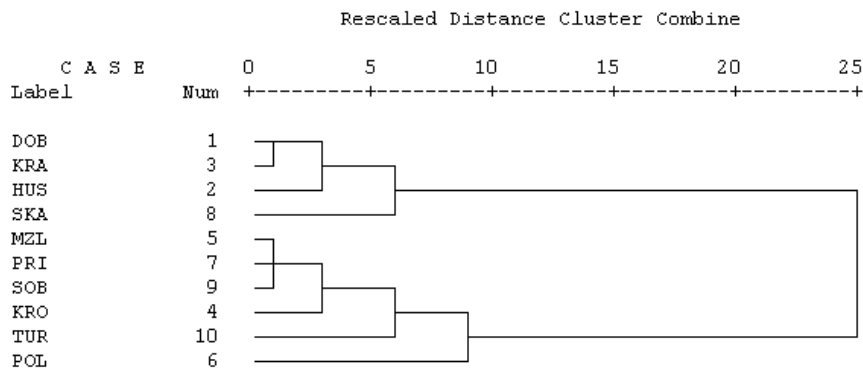 Rescaled Distance Cluster Combine
C A S E 0 5 10 15 20 25
Label Num +---------+---------+---------+---------+---------+
DOB 1
KRA 3
HUS 2
SKA 8
MZL 5
PRI 7
SOB 9
KRO 4
TUR 10
POL 6